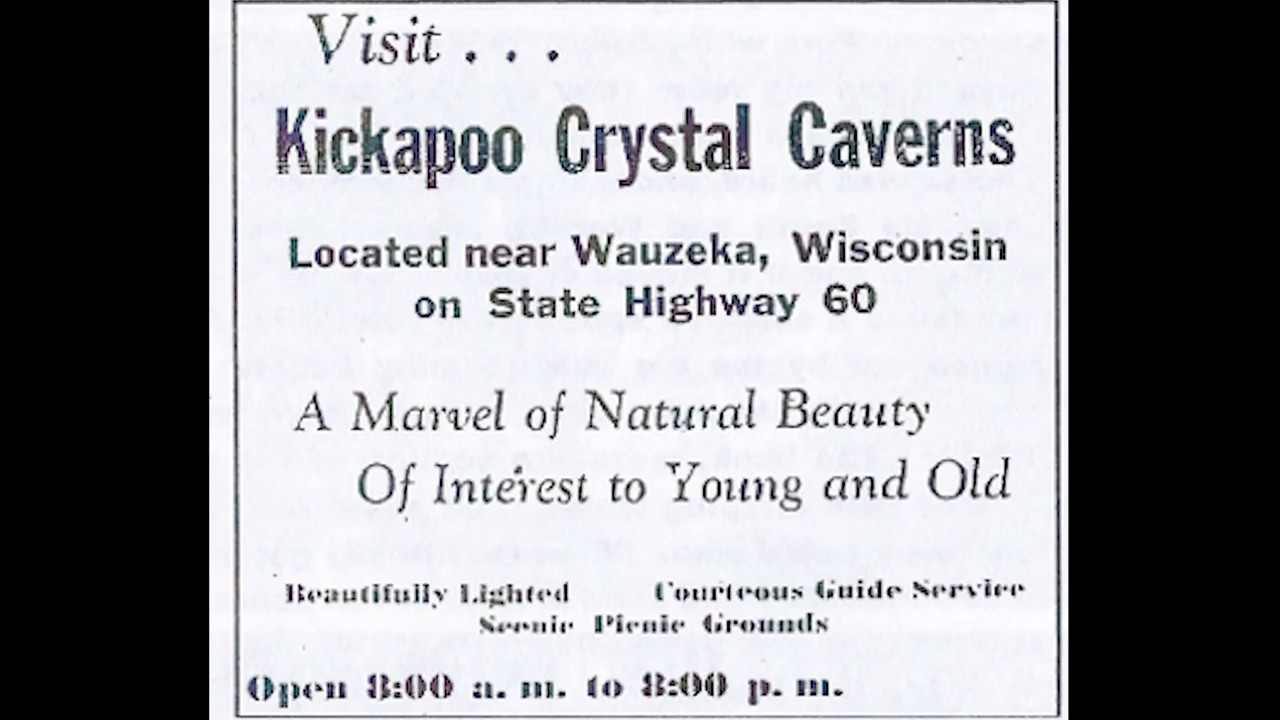 Visit . . .
Kickapoo Crystal Caverns
Located near Wauzeka, Wisconsin
on State Highway 60
A Marvel of Natural Beauty
Of Interest to Young and Old
Beautifully Lighted Courteous Guide Service
Scenic Picnic Grounds
Open 8:00 a. m. to 8:00 p. m.